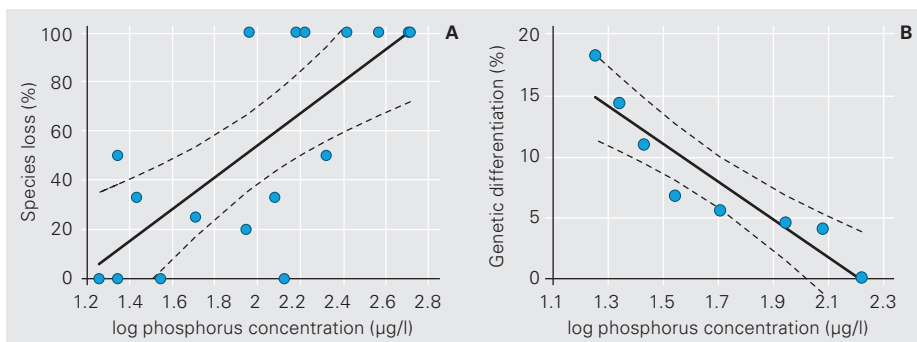 A
100
80
60
40
20
0
Species loss (%)
1.2 1.4 1.6 1.8 2 2.2 2.4 2.6 2.8
log phosphorus concentration (µg/l)
B
20
15
10
5
0
Genetic differentiation (%)
1.1 1.3 1.5 1.7 1.9 2.1 2.3
log phosphorus concentration (µg/l)